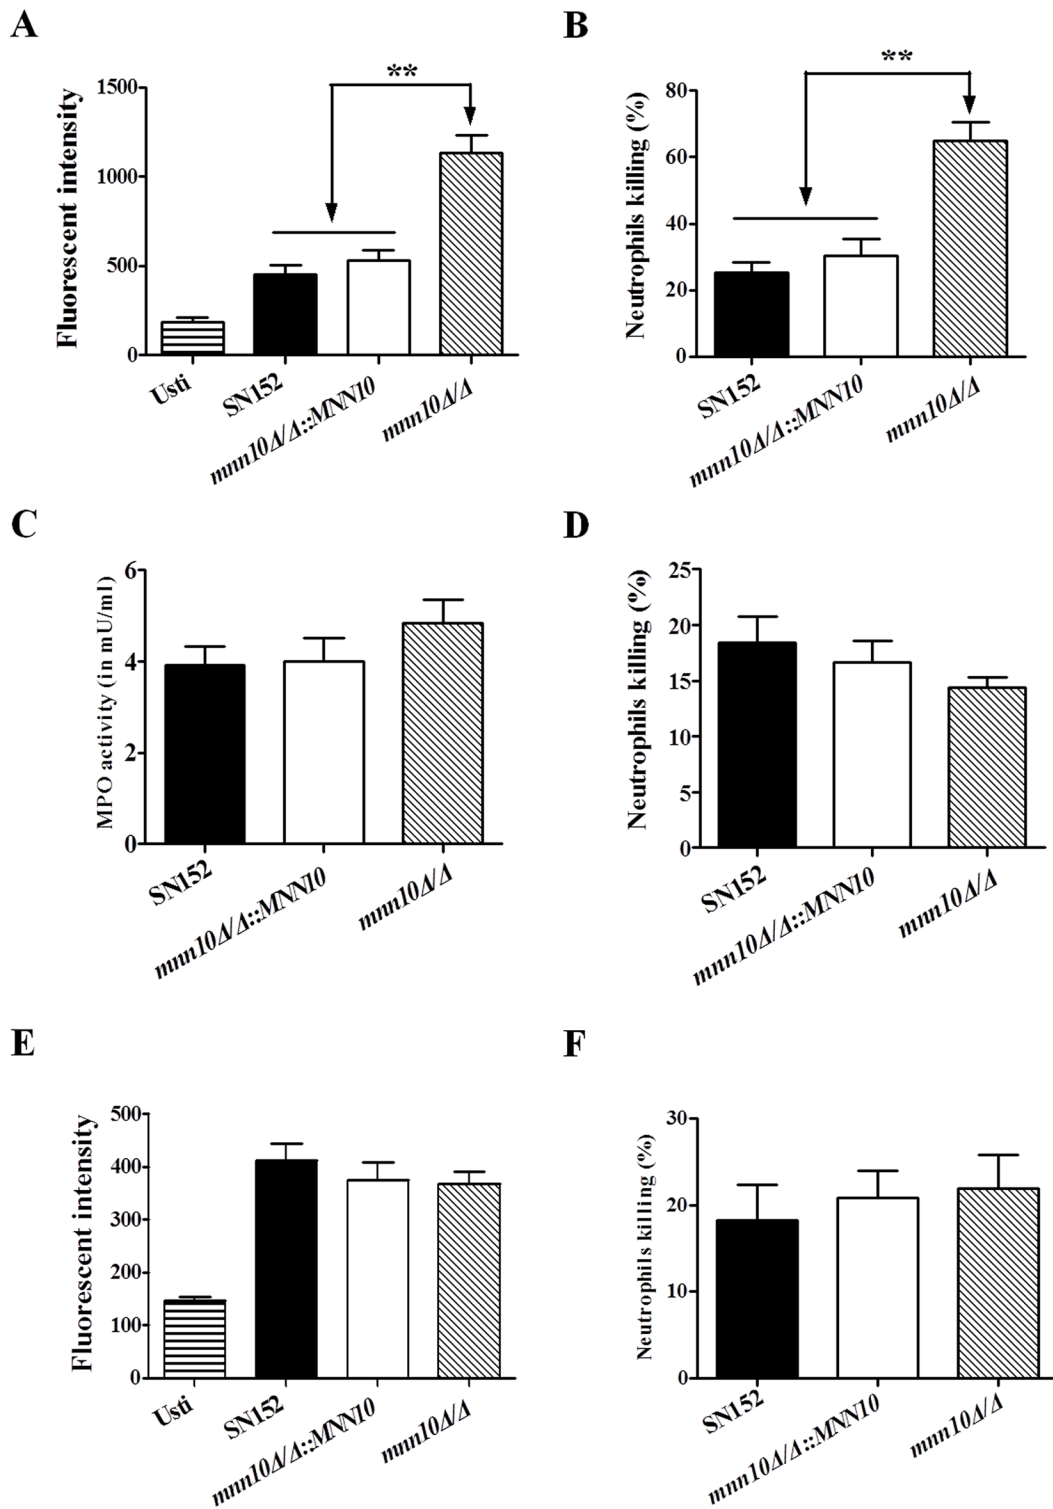 A
Fluorescent intensity
1500
1000
500
0
**
Usti
SN152
mnn10Δ/Δ::MNN10
mnn10Δ/Δ
B
Neutrophils killing (%)
80
60
40
20
0
**
SN152
mnn10Δ/Δ::MNN10
mnn10Δ/Δ
C
MPO activity (in mU/ml)
6
4
2
0
SN152
mnn10Δ/Δ::MNN10
mnn10Δ/Δ
D
Neutrophils killing (%)
25
20
15
10
5
0
SN152
mnn10Δ/Δ::MNN10
mnn10Δ/Δ
E
Fluorescent intensity
500
400
300
200
100
0
Usti
SN152
mnn10Δ/Δ::MNN10
mnn10Δ/Δ
F
Neutrophils killing (%)
30
20
10
0
SN152
mnn10Δ/Δ::MNN10
mnn10Δ/Δ